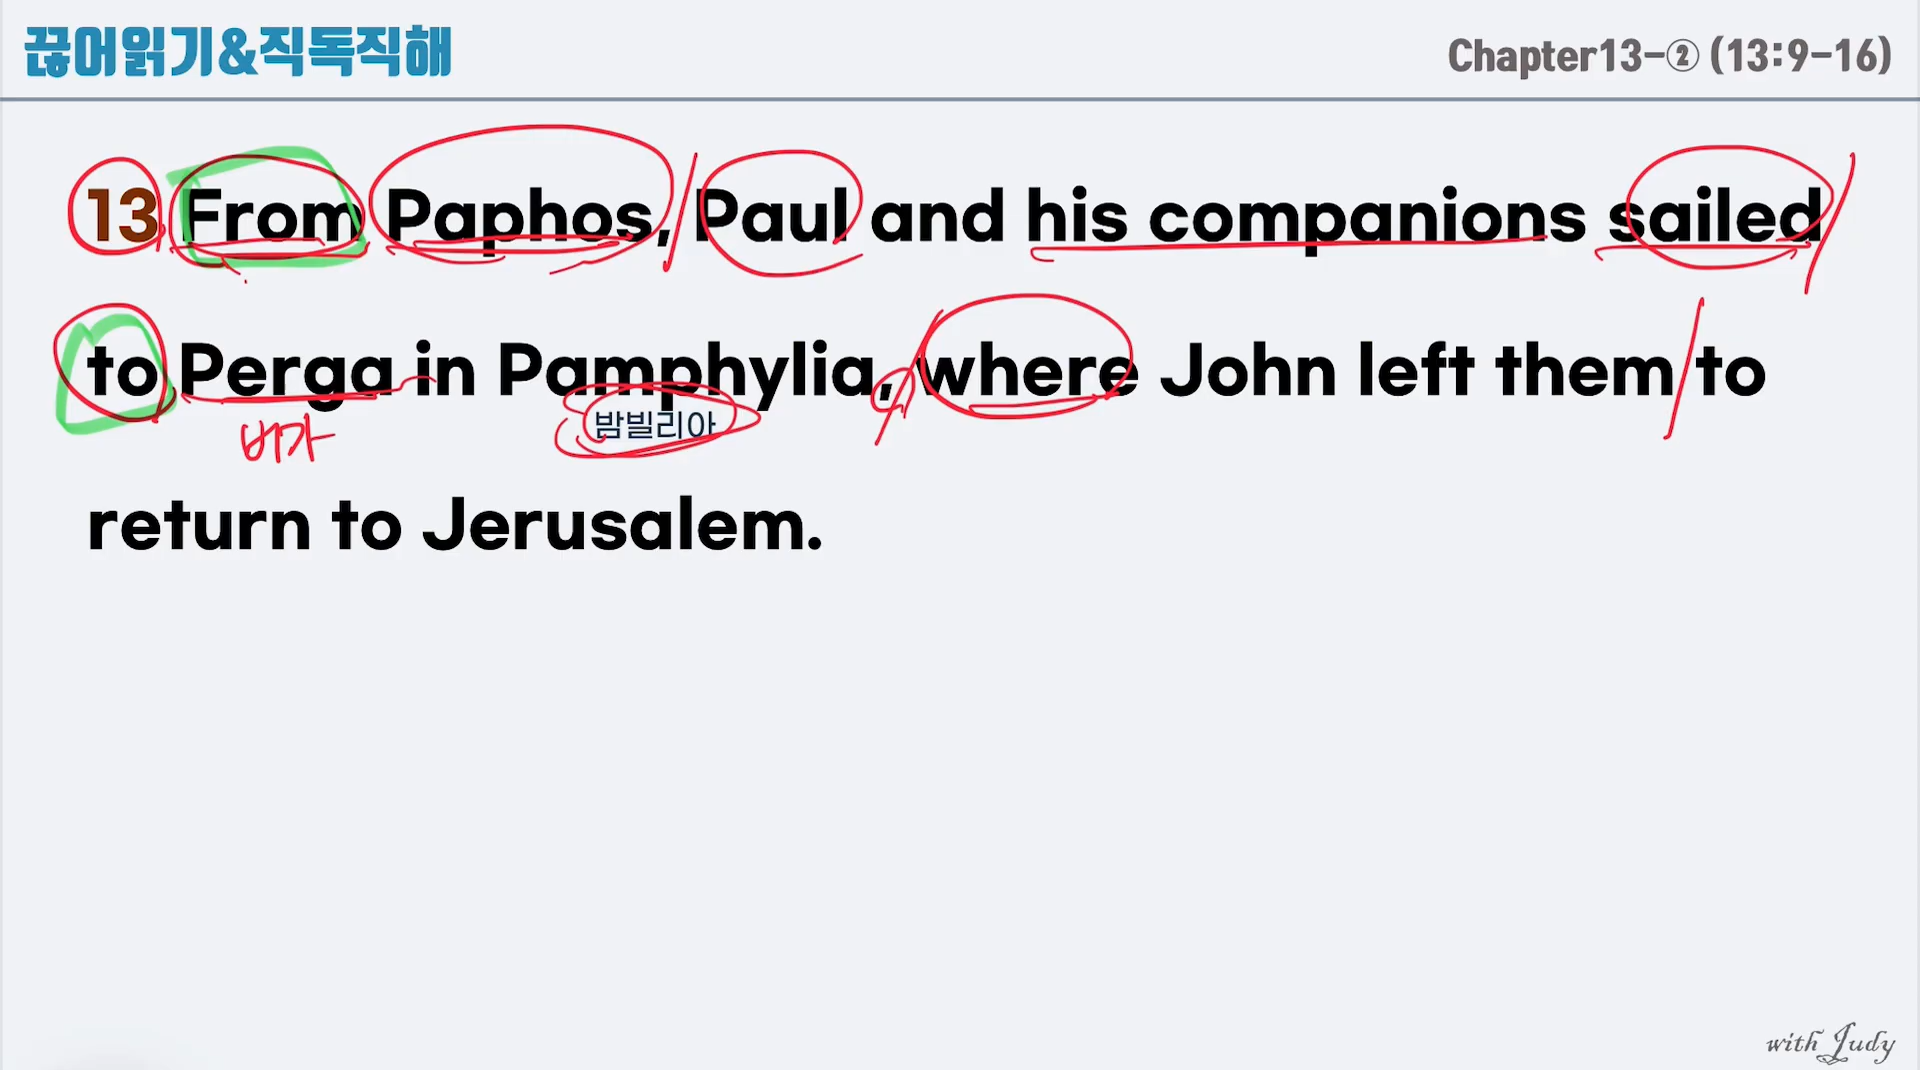 끊어읽기&직독직해
Chapter13-② (13:9-16)
13 From Paphos, Paul and his companions sailed
to Perga in Pamphylia, where John left them to
버가
밤빌리아
return to Jerusalem.
with Judy